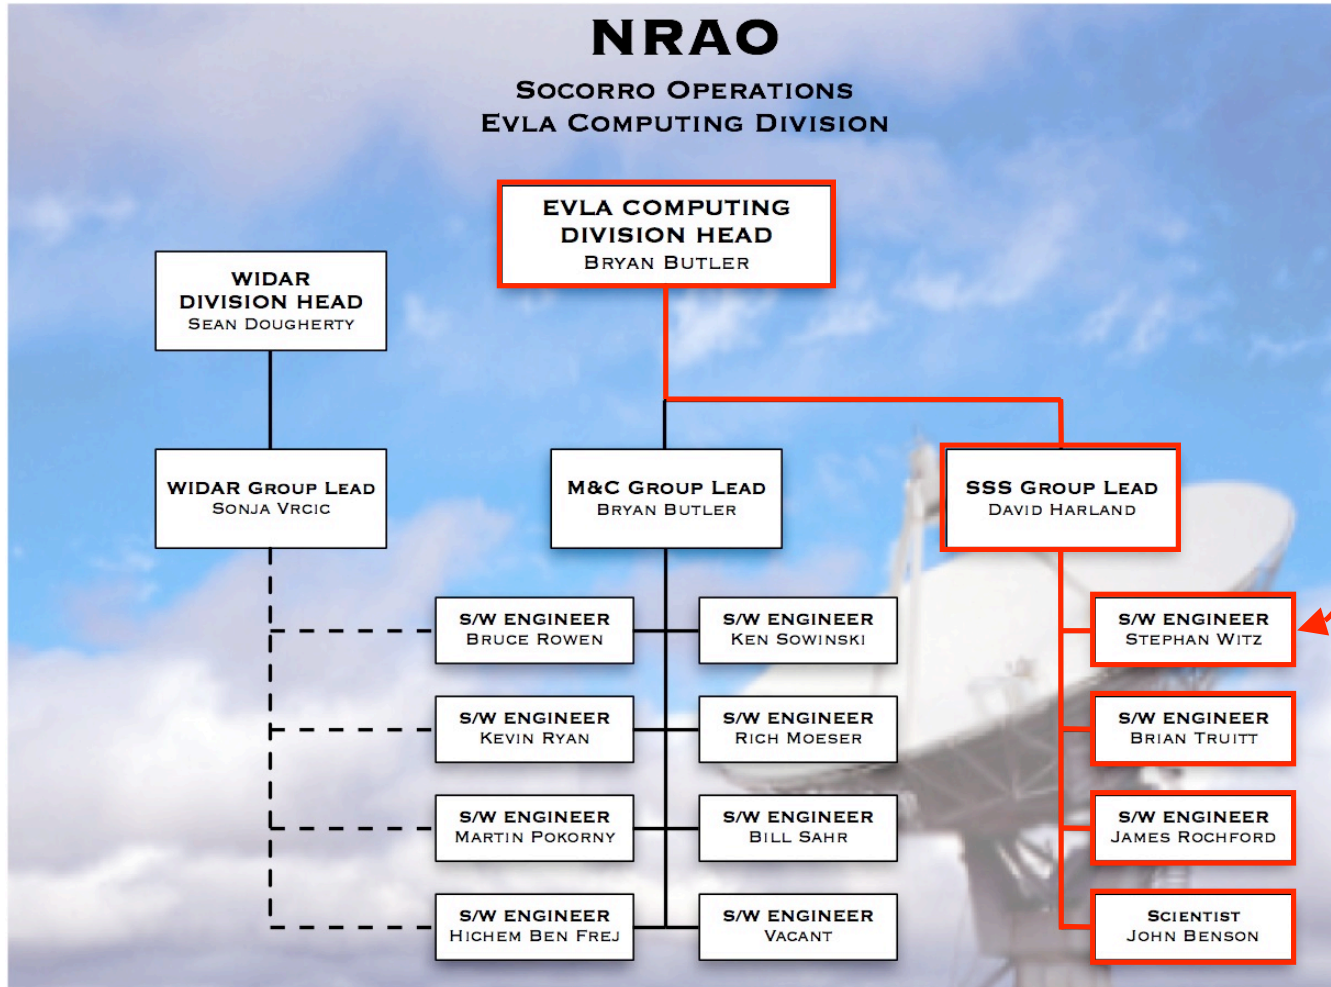 NRAO
SOCORRO OPERATIONS
EVLA COMPUTING DIVISION
EVLA COMPUTING
DIVISION HEAD
BRYAN BUTLER
WIDAR
DIVISION HEAD
SEAN DOUGHERTY
WIDAR GROUP LEAD
SONJA VRCIC
M&C GROUP LEAD
BRYAN BUTLER
SSS GROUP LEAD
DAVID HARLAND
S/W ENGINEER
BRUCE ROWEN
S/W ENGINEER
KEN SOWINSKI
S/W ENGINEER
STEPHAN WITZ
S/W ENGINEER
KEVIN RYAN
S/W ENGINEER
RICH MOESER
S/W ENGINEER
BRIAN TRUITT
S/W ENGINEER
MARTIN POKORNY
S/W ENGINEER
BILL SAHR
S/W ENGINEER
JAMES ROCHFORD
S/W ENGINEER
HICHEM BEN FREJ
S/W ENGINEER
VACANT
SCIENTIST
JOHN BENSON